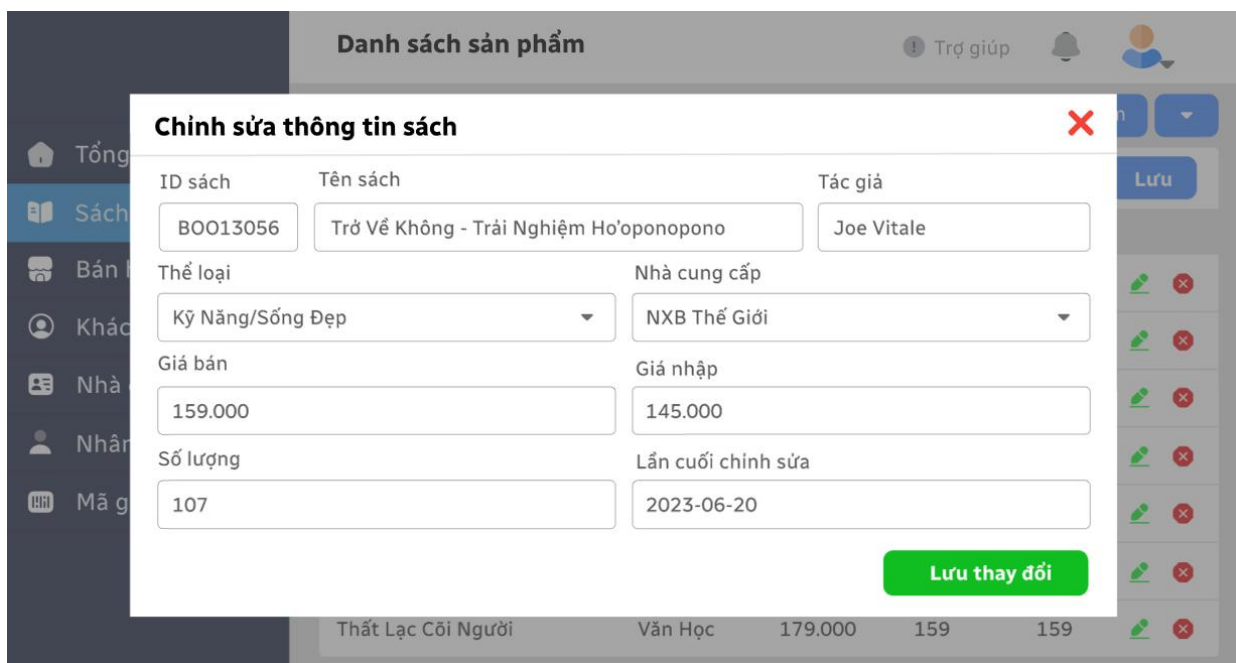 Danh sách sản phẩm
Trợ giúp
Chỉnh sửa thông tin sách
Tổng
Lưu
ID sách Tên sách Tác giả
Sách
BOO13056 Trở Về Không - Trải Nghiệm Ho'oponopono Joe Vitale
Bán
Thể loại Nhà cung cấp
Kỹ Năng/Sống Đẹp NXB Thế Giới
Giá bán Giá nhập
Nhà
159.000 145.000
Số lượng Lần cuối chỉnh sửa
107 2023-06-20
Lưu thay đổi
Thất Lạc Cõi Người Văn Học 179.000 159 159